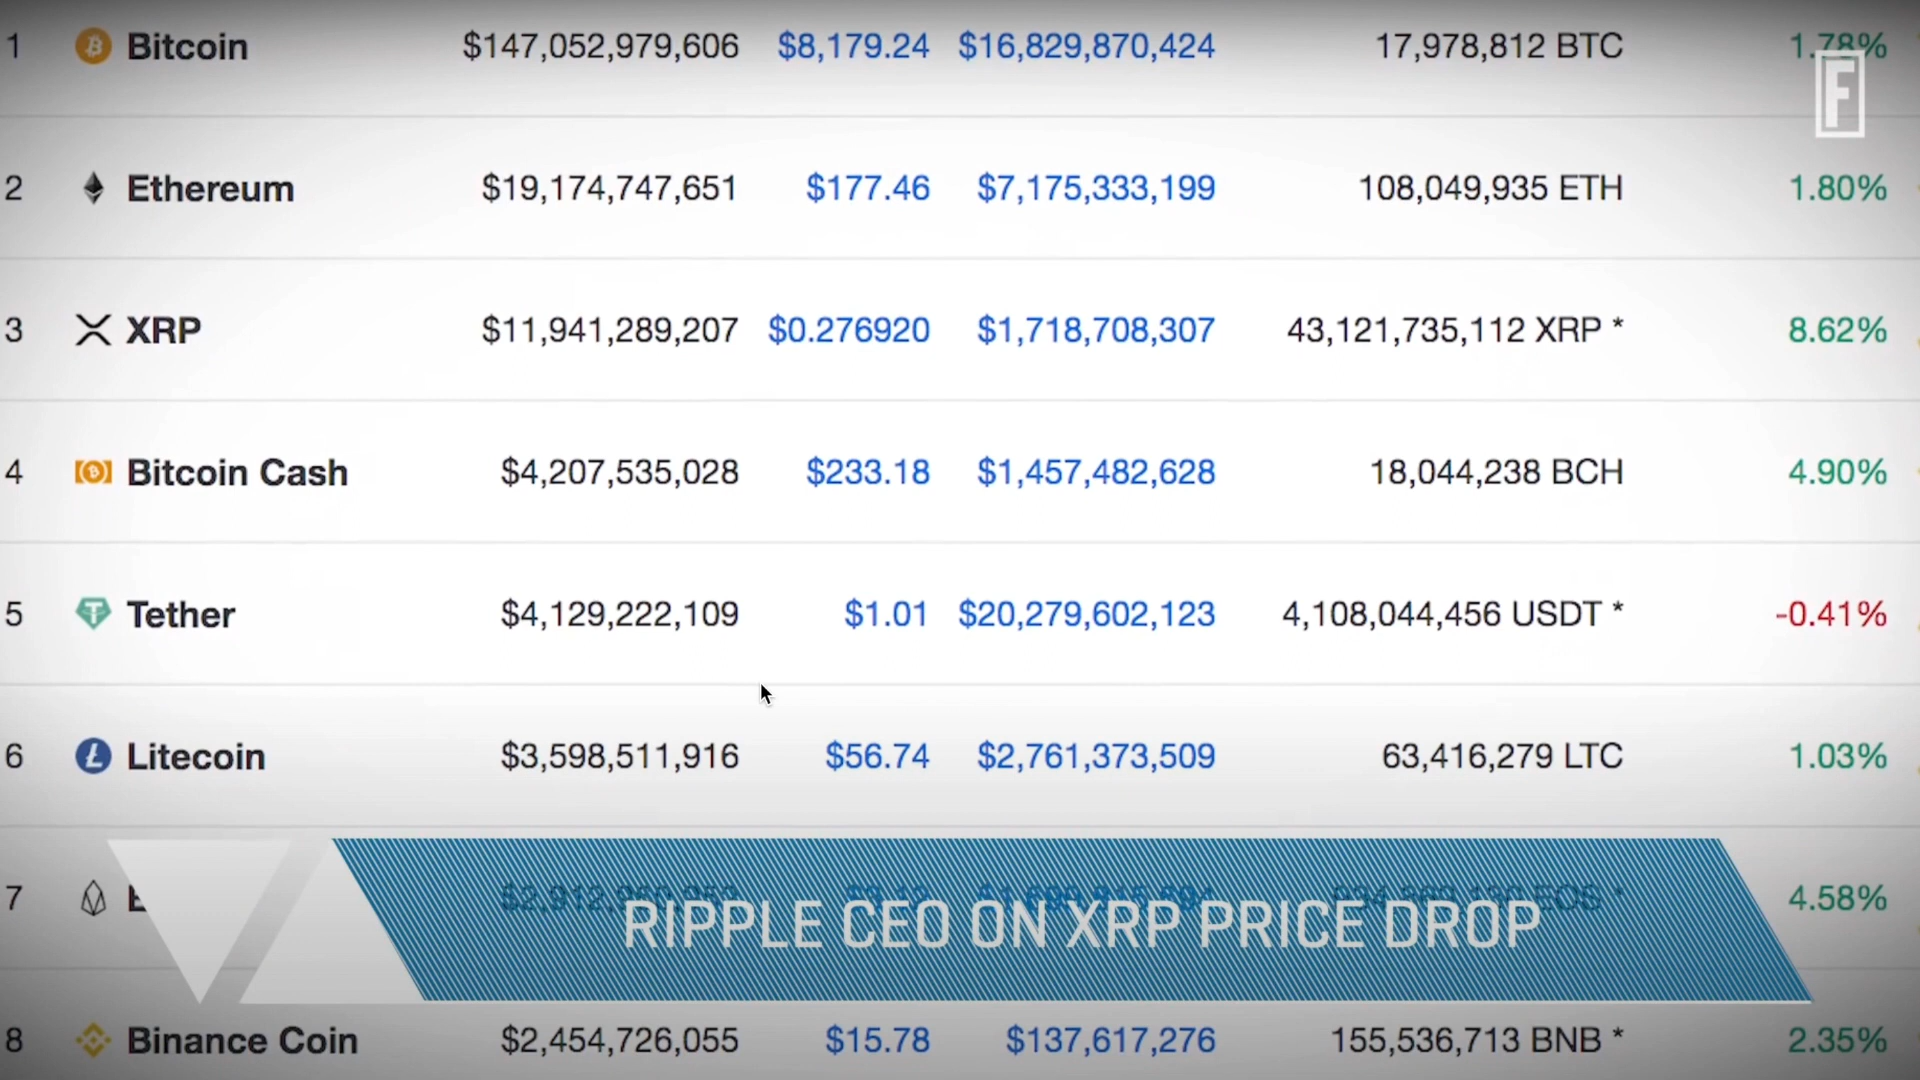 1 Bitcoin $147,052,979,606 $8,179.24 $16,829,870,424 17,978,812 BTC 1.78%
F
2 Ethereum $19,174,747,651 $177.46 $7,175,333,199 108,049,935 ETH 1.80%
3 XRP $11,941,289,207 $0.276920 $1,718,708,307 43,121,735,112 XRP * 8.62%
4 Bitcoin Cash $4,207,535,028 $233.18 $1,457,482,628 18,044,238 BCH 4.90%
5 Tether $4,129,222,109 $1.01 $20,279,602,123 4,108,044,456 USDT * -0.41%
6 Litecoin $3,598,511,916 $56.74 $2,761,373,509 63,416,279 LTC 1.03%
7 EOS * 4.58%
RIPPLE CEO ON XRP PRICE DROP
8 Binance Coin $2,454,726,055 $15.78 $137,617,276 155,536,713 BNB * 2.35%